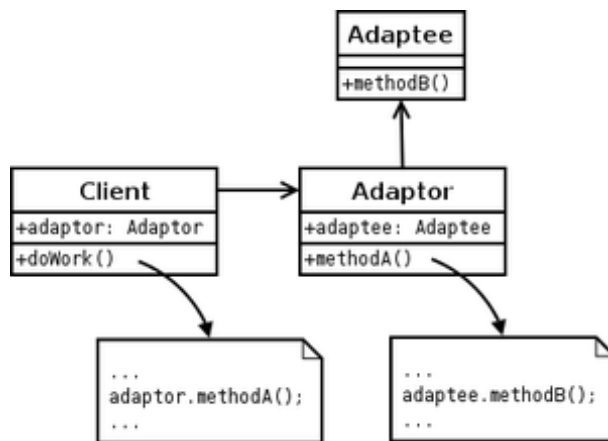 Adaptee
+methodB()
Client
+adaptor: Adaptor
+doWork()
Adaptor
+adaptee: Adaptee
+methodA()
...
adaptor.methodA();
...
...
adaptee.methodB();
...